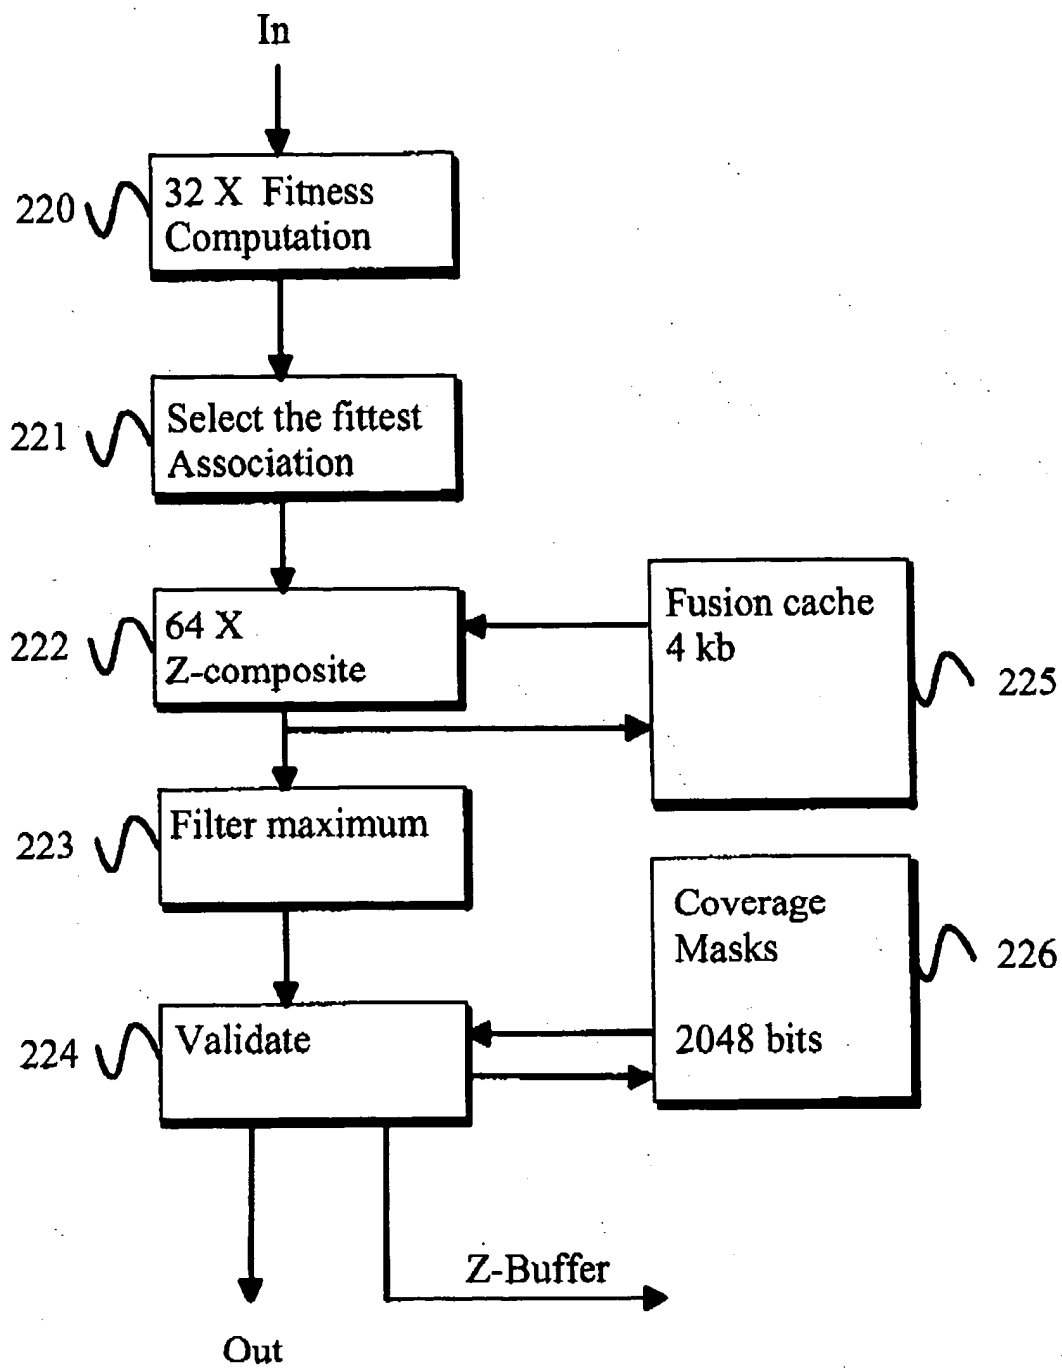 In
220
32 X Fitness
Computation
221
Select the fittest
Association
222
64 X
Z-composite
Fusion cache
4 kb
225
223
Filter maximum
Coverage
Masks
2048 bits
226
224
Validate
Z-Buffer
Out